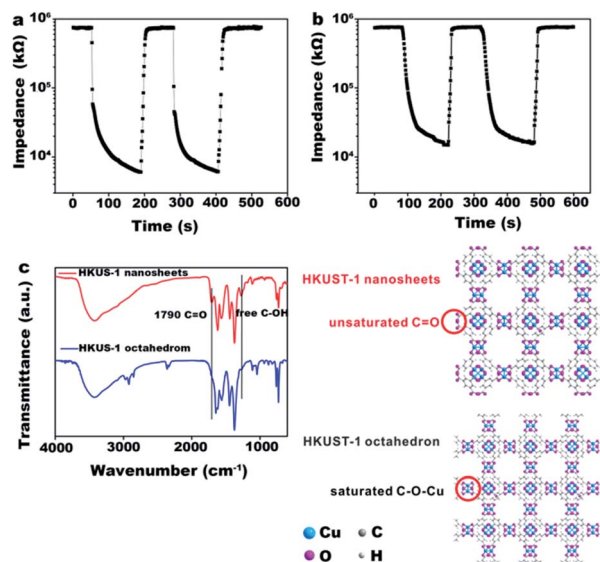 a
10⁶
10⁵
10⁴
Impedance (kΩ)
0 100 200 300 400 500 600
Time (s)
b
10⁶
10⁵
10⁴
Impedance (kΩ)
0 100 200 300 400 500 600
Time (s)
c
HKUS-1 nanosheets
1790 C=O
free C-OH
HKUS-1 octahedrom
Transmittance (a.u.)
4000 3000 2000 1000
Wavenumber (cm⁻¹)
HKUST-1 nanosheets
unsaturated C=O
HKUST-1 octahedron
saturated C-O-Cu
Cu C
O H